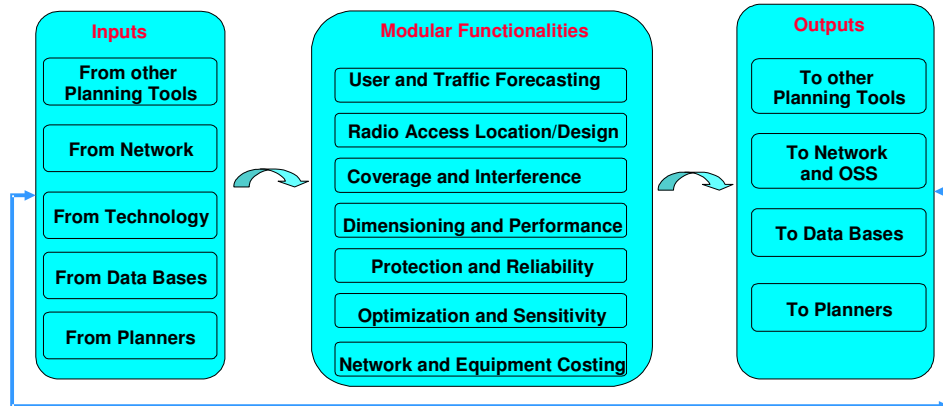 Inputs
From other
Planning Tools
From Network
From Technology
From Data Bases
From Planners
Modular Functionalities
User and Traffic Forecasting
Radio Access Location/Design
Coverage and Interference
Dimensioning and Performance
Protection and Reliability
Optimization and Sensitivity
Network and Equipment Costing
Outputs
To other
Planning Tools
To Network
and OSS
To Data Bases
To Planners